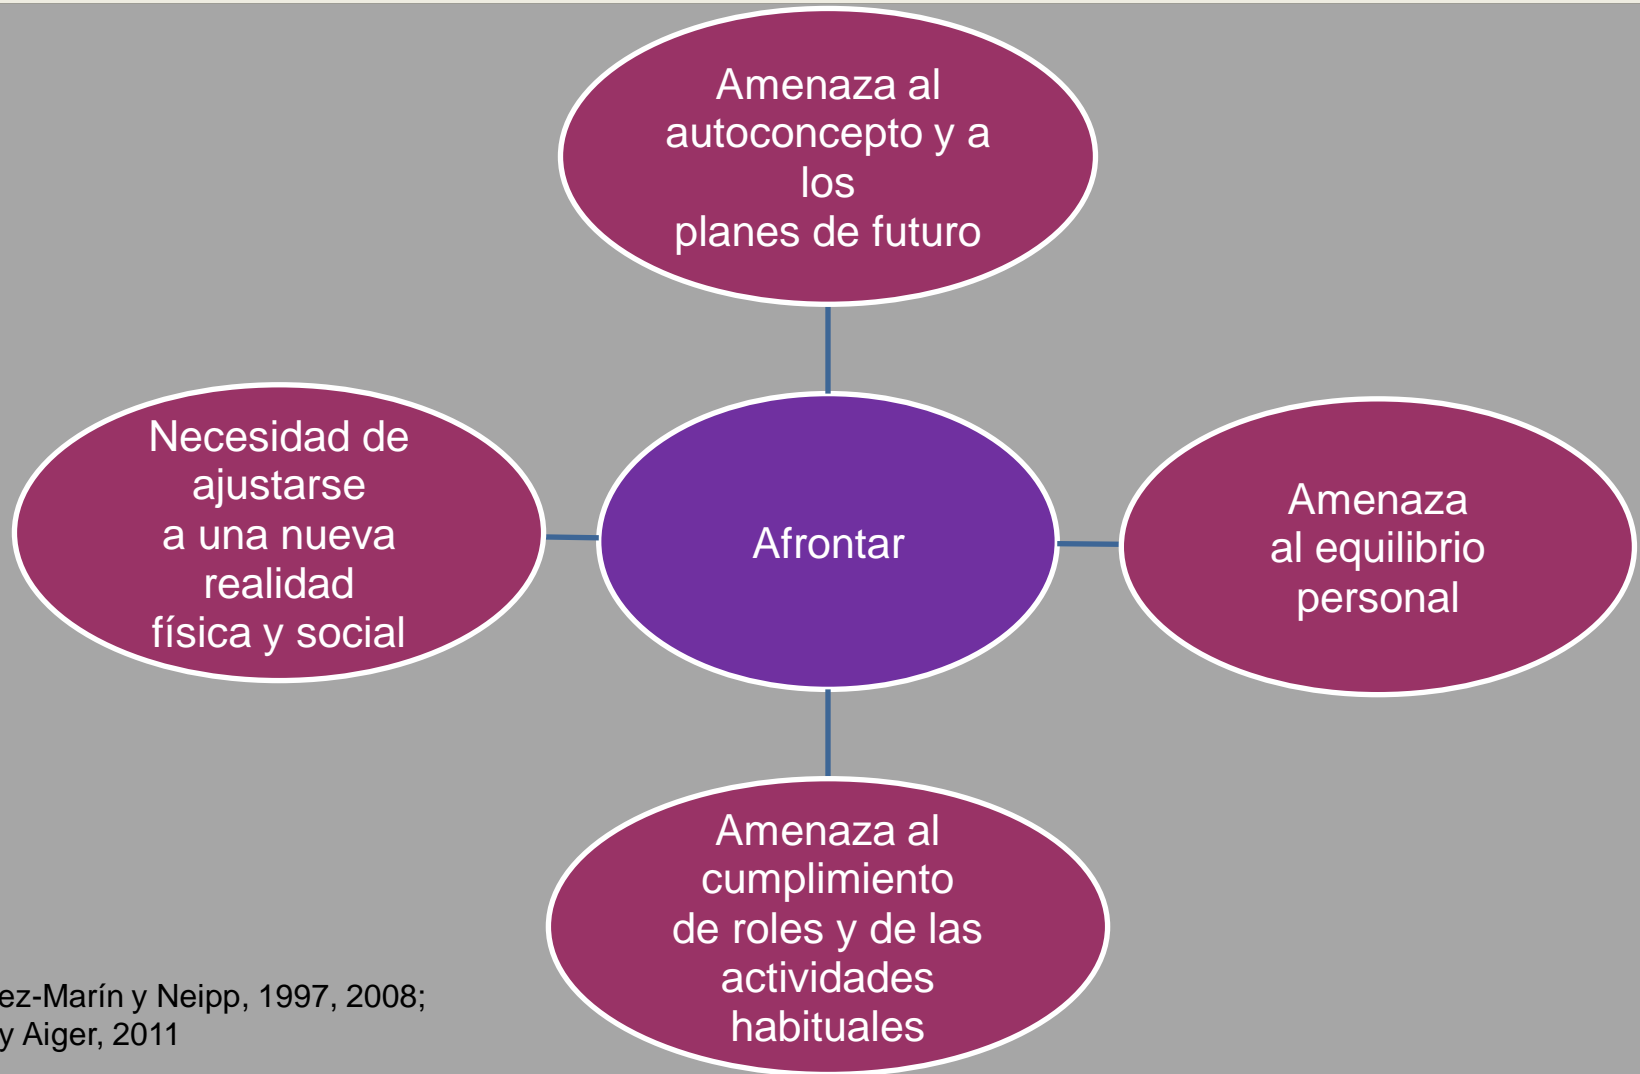 Amenaza al
autoconcepto y a
los
planes de futuro
Necesidad de
ajustarse
a una nueva
realidad
física y social
Afrontar
Amenaza
al equilibrio
personal
Amenaza al
cumplimiento
de roles y de las
actividades
habituales
ez-Marín y Neipp, 1997, 2008;
y Aiger, 2011